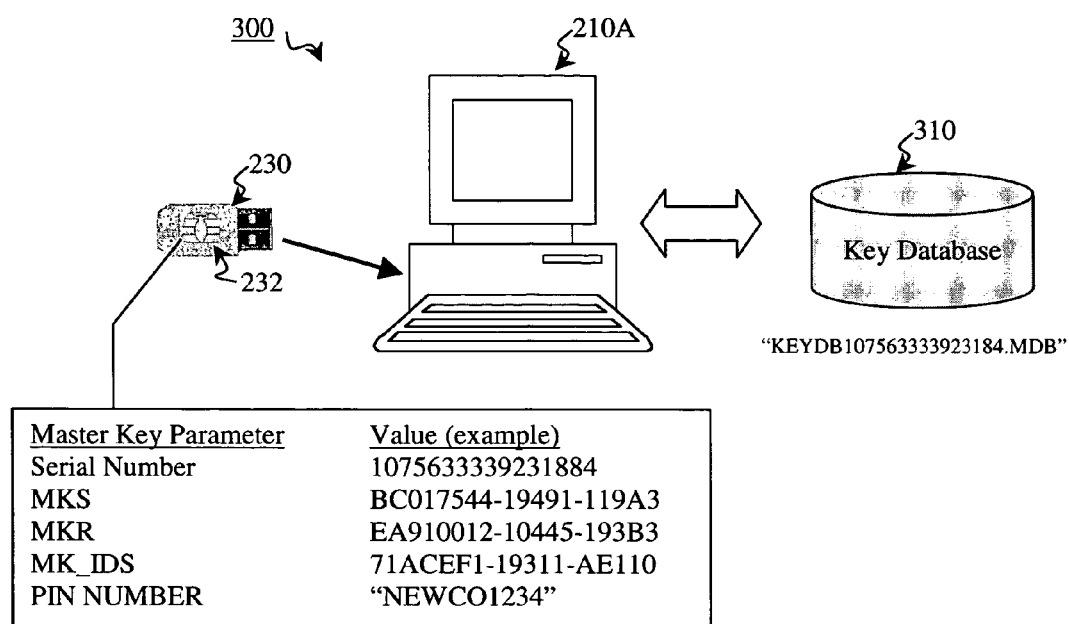 300
210A
310
230
232
Key Database
"KEYDB107563333923184.MDB"
Master Key Parameter Value (example)
Serial Number 1075633339231884
MKS BC017544-19491-119A3
MKR EA910012-10445-193B3
MK_IDS 71ACEF1-19311-AE110
PIN NUMBER "NEWCO1234"